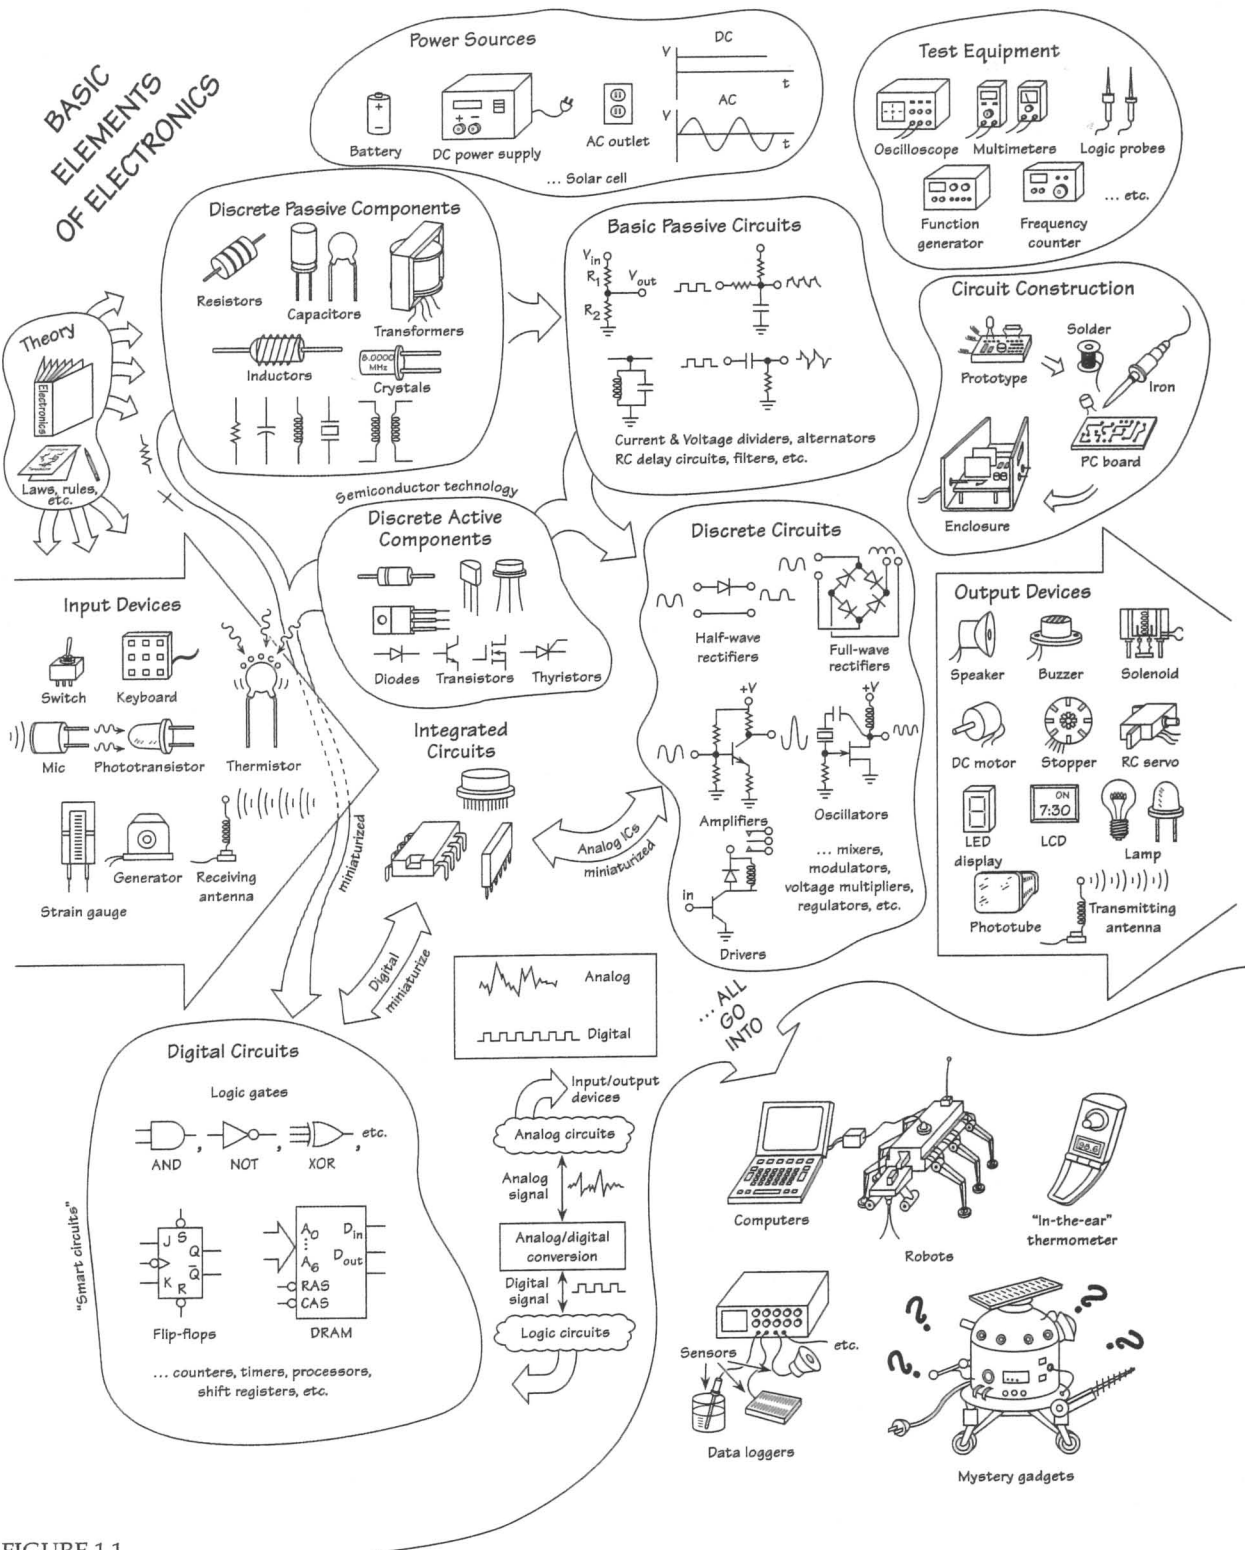 BASIC
ELEMENTS
OF ELECTRONICS
Power Sources
Battery
DC power supply
AC outlet
... Solar cell
DC
V
t
AC
V
t
Test Equipment
Oscilloscope
Multimeters
Logic probes
Function
generator
Frequency
counter
... etc.
Discrete Passive Components
Resistors
Capacitors
Transformers
Inductors
8.0000
MHz
Crystals
Basic Passive Circuits
Vin
R1
Vout
R2
Current & Voltage dividers, alternators
RC delay circuits, filters, etc.
Circuit Construction
Prototype
Solder
Iron
PC board
Enclosure
Theory
Electronics
Laws, rules,
etc.
Semiconductor technology
Discrete Active
Components
Diodes
Transistors
Thyristors
Discrete Circuits
Half-wave
rectifiers
Full-wave
rectifiers
+V
+V
Amplifiers
Oscillators
in
Drivers
... mixers,
modulators,
voltage multipliers,
regulators, etc.
Input Devices
Switch
Keyboard
Mic
Phototransistor
Thermistor
Strain gauge
Generator
Receiving
antenna
miniaturized
Integrated
Circuits
Analog ICs
miniaturized
Digital
miniaturize
Output Devices
Speaker
Buzzer
Solenoid
DC motor
Stopper
RC servo
LED
display
ON
7:30
LCD
Lamp
Phototube
Transmitting
antenna
Analog
Digital
... ALL
GO
INTO
Digital Circuits
Logic gates
AND
,
NOT
,
XOR
,
etc.
"Smart circuits"
J
S
Q
K
R
Q̅
Flip-flops
A0
⋮
A6
RAS
CAS
Din
Dout
DRAM
... counters, timers, processors,
shift registers, etc.
Input/output
devices
Analog circuits
Analog
signal
Analog/digital
conversion
Digital
signal
Logic circuits
Computers
Robots
"In-the-ear"
thermometer
Sensors
etc.
Data loggers
? ? ? ?
Mystery gadgets
FIGURE 1.1